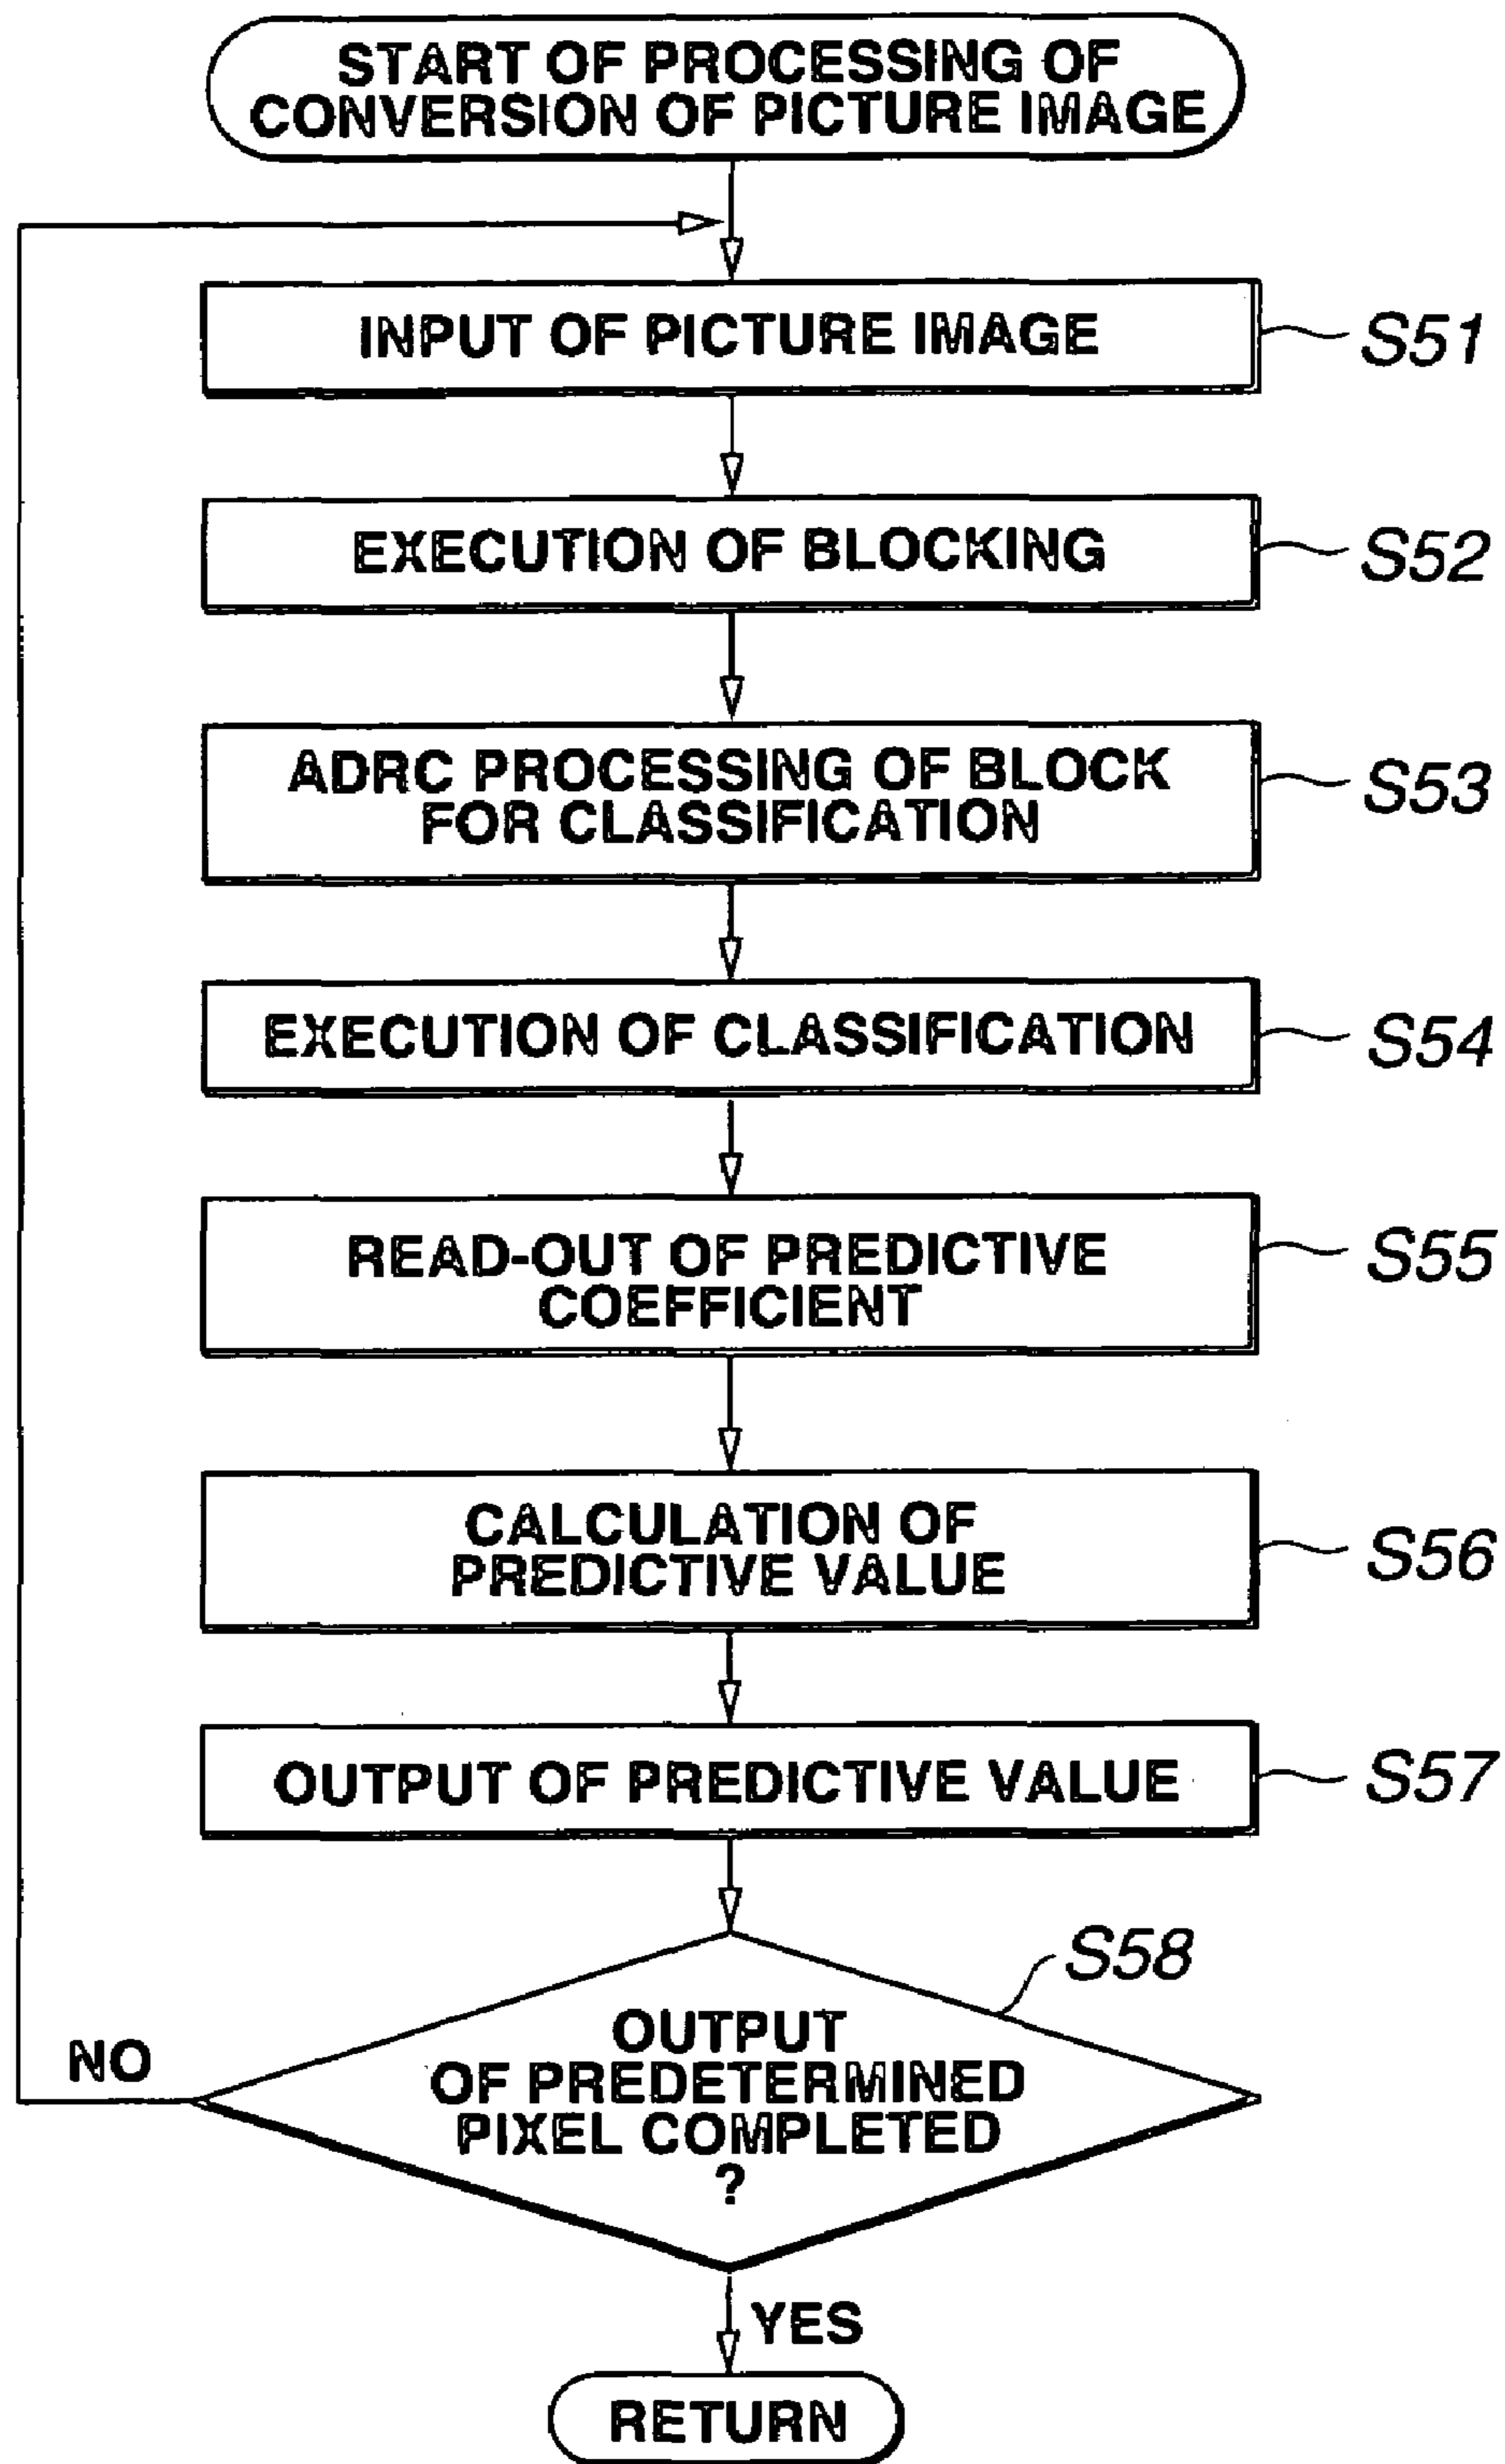 START OF PROCESSING OF
CONVERSION OF PICTURE IMAGE
INPUT OF PICTURE IMAGE
S51
EXECUTION OF BLOCKING
S52
ADRC PROCESSING OF BLOCK
FOR CLASSIFICATION
S53
EXECUTION OF CLASSIFICATION
S54
READ-OUT OF PREDICTIVE
COEFFICIENT
S55
CALCULATION OF
PREDICTIVE VALUE
S56
OUTPUT OF PREDICTIVE VALUE
S57
S58
OUTPUT
OF PREDETERMINED
PIXEL COMPLETED
?
NO
YES
RETURN